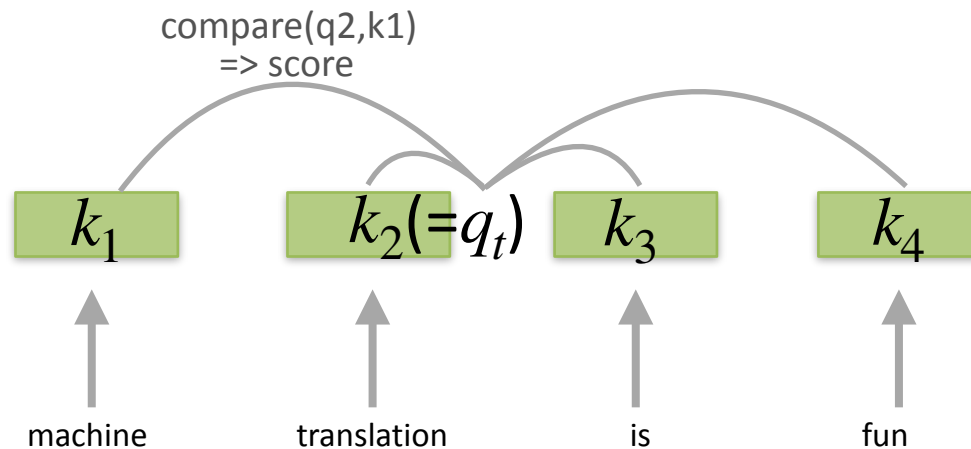 compare(q2,k1)
=> score
k₁ k₂(=qₜ) k₃ k₄
machine translation is fun